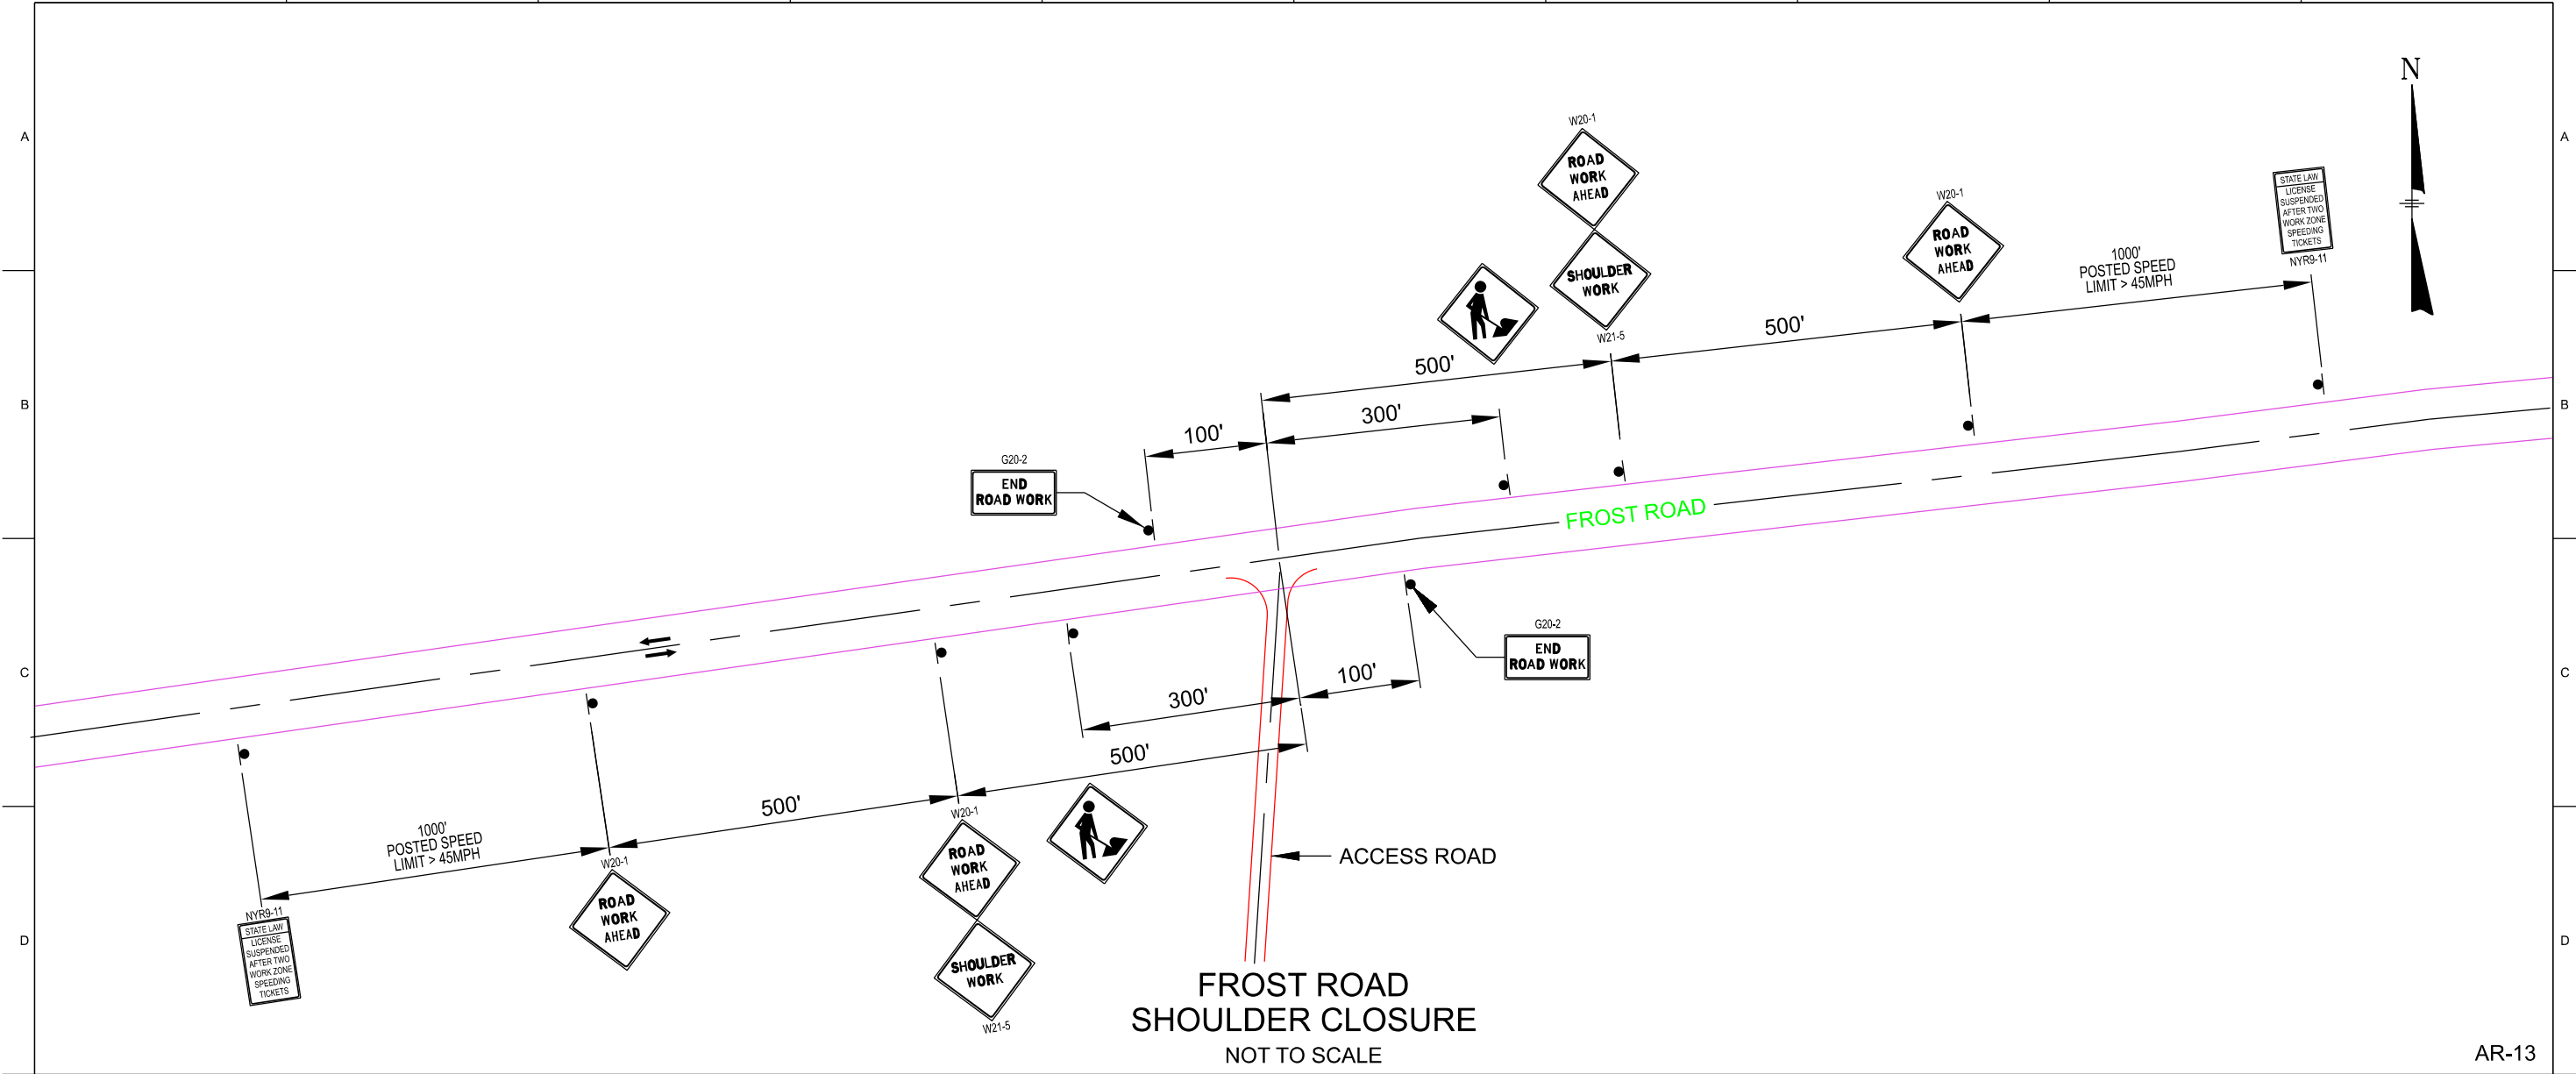 N
A
A
W20-1
ROAD
WORK
AHEAD
SHOULDER
WORK
W21-5
W20-1
ROAD
WORK
AHEAD
1000'
POSTED SPEED
LIMIT > 45MPH
STATE LAW
LICENSE
SUSPENDED
AFTER TWO
WORK ZONE
SPEEDING
TICKETS
NYR9-11
500'
500'
300'
100'
B
B
G20-2
END
ROAD WORK
FROST ROAD
G20-2
END
ROAD WORK
C
C
100'
300'
500'
500'
1000'
POSTED SPEED
LIMIT > 45MPH
W20-1
ROAD
WORK
AHEAD
W20-1
ROAD
WORK
AHEAD
SHOULDER
WORK
W21-5
ACCESS ROAD
NYR9-11
STATE LAW
LICENSE
SUSPENDED
AFTER TWO
WORK ZONE
SPEEDING
TICKETS
D
D
FROST ROAD
SHOULDER CLOSURE
NOT TO SCALE
AR-13